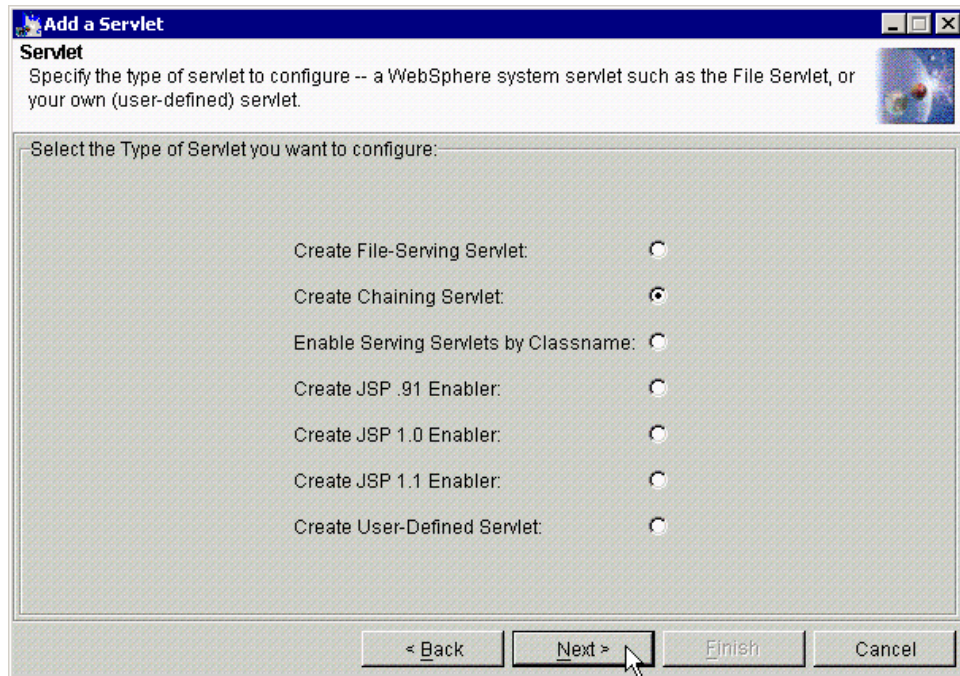 Add a Servlet
Servlet
Specify the type of servlet to configure -- a WebSphere system servlet such as the File Servlet, or
your own (user-defined) servlet.
Select the Type of Servlet you want to configure:
Create File-Serving Servlet:
Create Chaining Servlet:
Enable Serving Servlets by Classname:
Create JSP .91 Enabler:
Create JSP 1.0 Enabler:
Create JSP 1.1 Enabler:
Create User-Defined Servlet:
< Back
Next >
Finish
Cancel